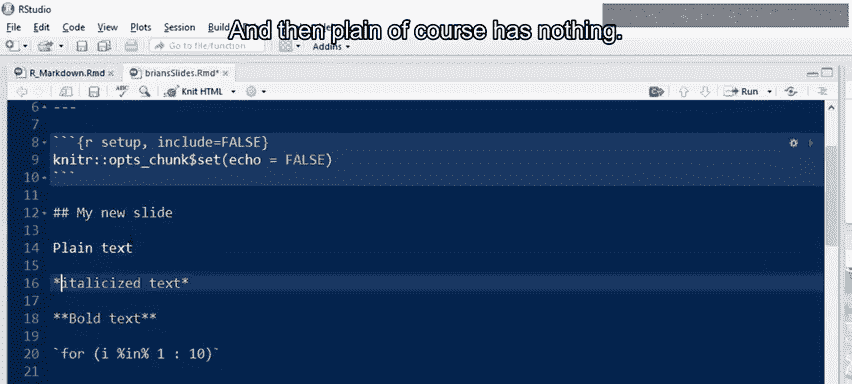 RStudio
And then plain of course has nothing.
File Edit Code View Plots Session Build Debug
Go to file/function Addins
R_Markdown.Rmd × briansSlides.Rmd* ×
ABC Knit HTML Run
6 ---
7
8 ```{r setup, include=FALSE}
9 knitr::opts_chunk$set(echo = FALSE)
10 ```
11
12 ## My new slide
13
14 Plain text
15
16 *italicized text*
17
18 **Bold text**
19
20 `for (i %in% 1 : 10)`
21